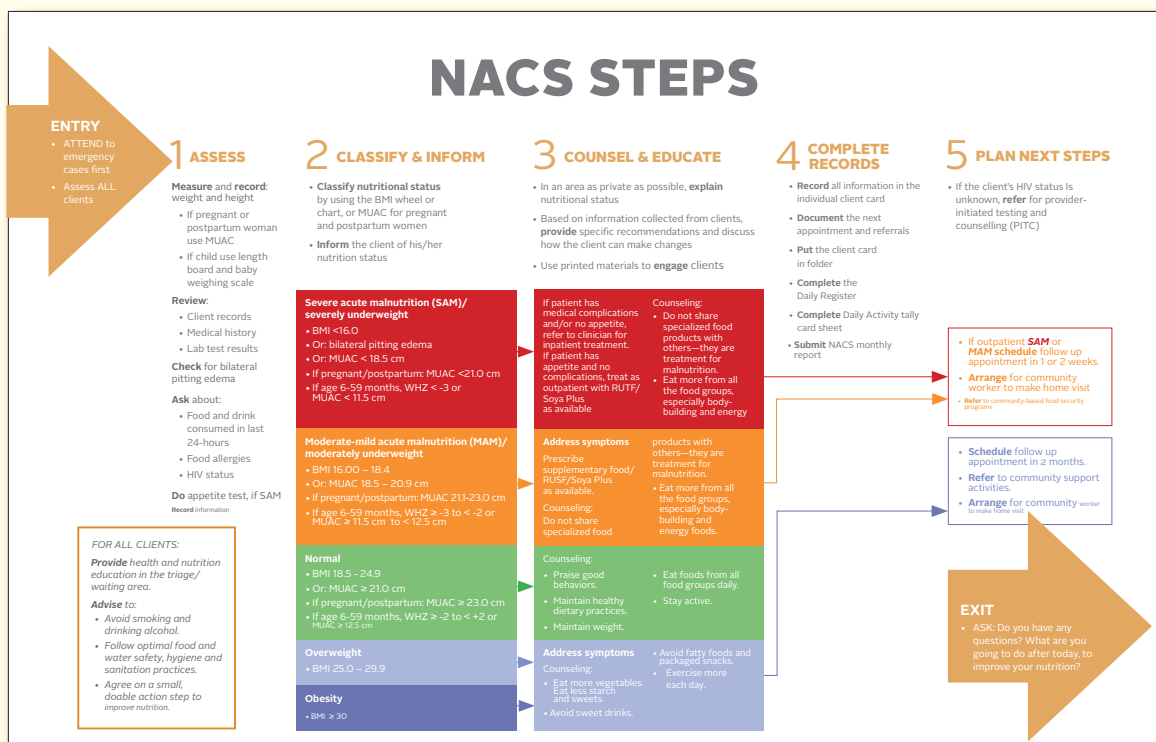 NACS STEPS
ENTRY
• ATTEND to
emergency
cases first
• Assess ALL
clients
1 ASSESS
Measure and record:
weight and height
• If pregnant or
postpartum woman
use MUAC
• If child use length
board and baby
weighing scale
Review:
• Client records
• Medical history
• Lab test results
Check for bilateral
pitting edema
Ask about:
• Food and drink
consumed in last
24-hours
• Food allergies
• HIV status
Do appetite test, if SAM
Record information
FOR ALL CLIENTS:
Provide health and nutrition
education in the triage/
waiting area.
Advise to:
• Avoid smoking and
drinking alcohol.
• Follow optimal food and
water safety, hygiene and
sanitation practices.
• Agree on a small,
doable action step to
improve nutrition.
2 CLASSIFY & INFORM
• Classify nutritional status
by using the BMI wheel or
chart, or MUAC for pregnant
and postpartum women
• Inform the client of his/her
nutrition status
Severe acute malnutrition (SAM)/
severely underweight
• BMI <16.0
• Or: bilateral pitting edema
• Or: MUAC < 18.5 cm
• If pregnant/postpartum: MUAC <21.0 cm
• If age 6-59 months, WHZ < -3 or
MUAC < 11.5 cm
Moderate-mild acute malnutrition (MAM)/
moderately underweight
• BMI 16.00 – 18.4
• Or: MUAC 18.5 – 20.9 cm
• If pregnant/postpartum: MUAC 21.1-23.0 cm
• If age 6-59 months, WHZ ≥ -3 to < -2 or
MUAC ≥ 11.5 cm to < 12.5 cm
Normal
• BMI 18.5 - 24.9
• Or: MUAC ≥ 21.0 cm
• If pregnant/postpartum: MUAC ≥ 23.0 cm
• If age 6-59 months, WHZ ≥ -2 to < +2 or
MUAC ≥ 12.5 cm
Overweight
• BMI 25.0 – 29.9
Obesity
• BMI ≥ 30
3 COUNSEL & EDUCATE
• In an area as private as possible, explain
nutritional status
• Based on information collected from clients,
provide specific recommendations and discuss
how the client can make changes
• Use printed materials to engage clients
If patient has
medical complications
and/or no appetite,
refer to clinician for
inpatient treatment.
If patient has
appetite and no
complications, treat as
outpatient with RUTF/
Soya Plus
as available
Counseling:
• Do not share
specialized food
products with
others—they are
treatment for
malnutrition.
• Eat more from all
the food groups,
especially body-
building and energy
Address symptoms
Prescribe
supplementary food/
RUSF/Soya Plus
as available.
Counseling:
Do not share
specialized food
products with
others—they are
treatment for
malnutrition.
• Eat more from all
the food groups,
especially body-
building and
energy foods.
Counseling:
• Praise good
behaviors.
• Maintain healthy
dietary practices.
• Maintain weight.
• Eat foods from all
food groups daily.
• Stay active.
Address symptoms
Counseling:
• Eat more vegetables.
Eat less starch
and sweets.
• Avoid sweet drinks.
• Avoid fatty foods and
packaged snacks.
• Exercise more
each day.
4 COMPLETE
RECORDS
• Record all information in the
individual client card
• Document the next
appointment and referrals
• Put the client card
in folder
• Complete the
Daily Register
• Complete Daily Activity tally
card sheet
• Submit NACS monthly
report
5 PLAN NEXT STEPS
• If the client's HIV status Is
unknown, refer for provider-
initiated testing and
counselling (PITC)
• If outpatient SAM or
MAM schedule follow up
appointment in 1 or 2 weeks.
• Arrange for community
worker to make home visit
• Refer to community-based food security
programs
• Schedule follow up
appointment in 2 months.
• Refer to community support
activities.
• Arrange for community worker
to make home visit
EXIT
• ASK: Do you have any
questions? What are you
going to do after today, to
improve your nutrition?